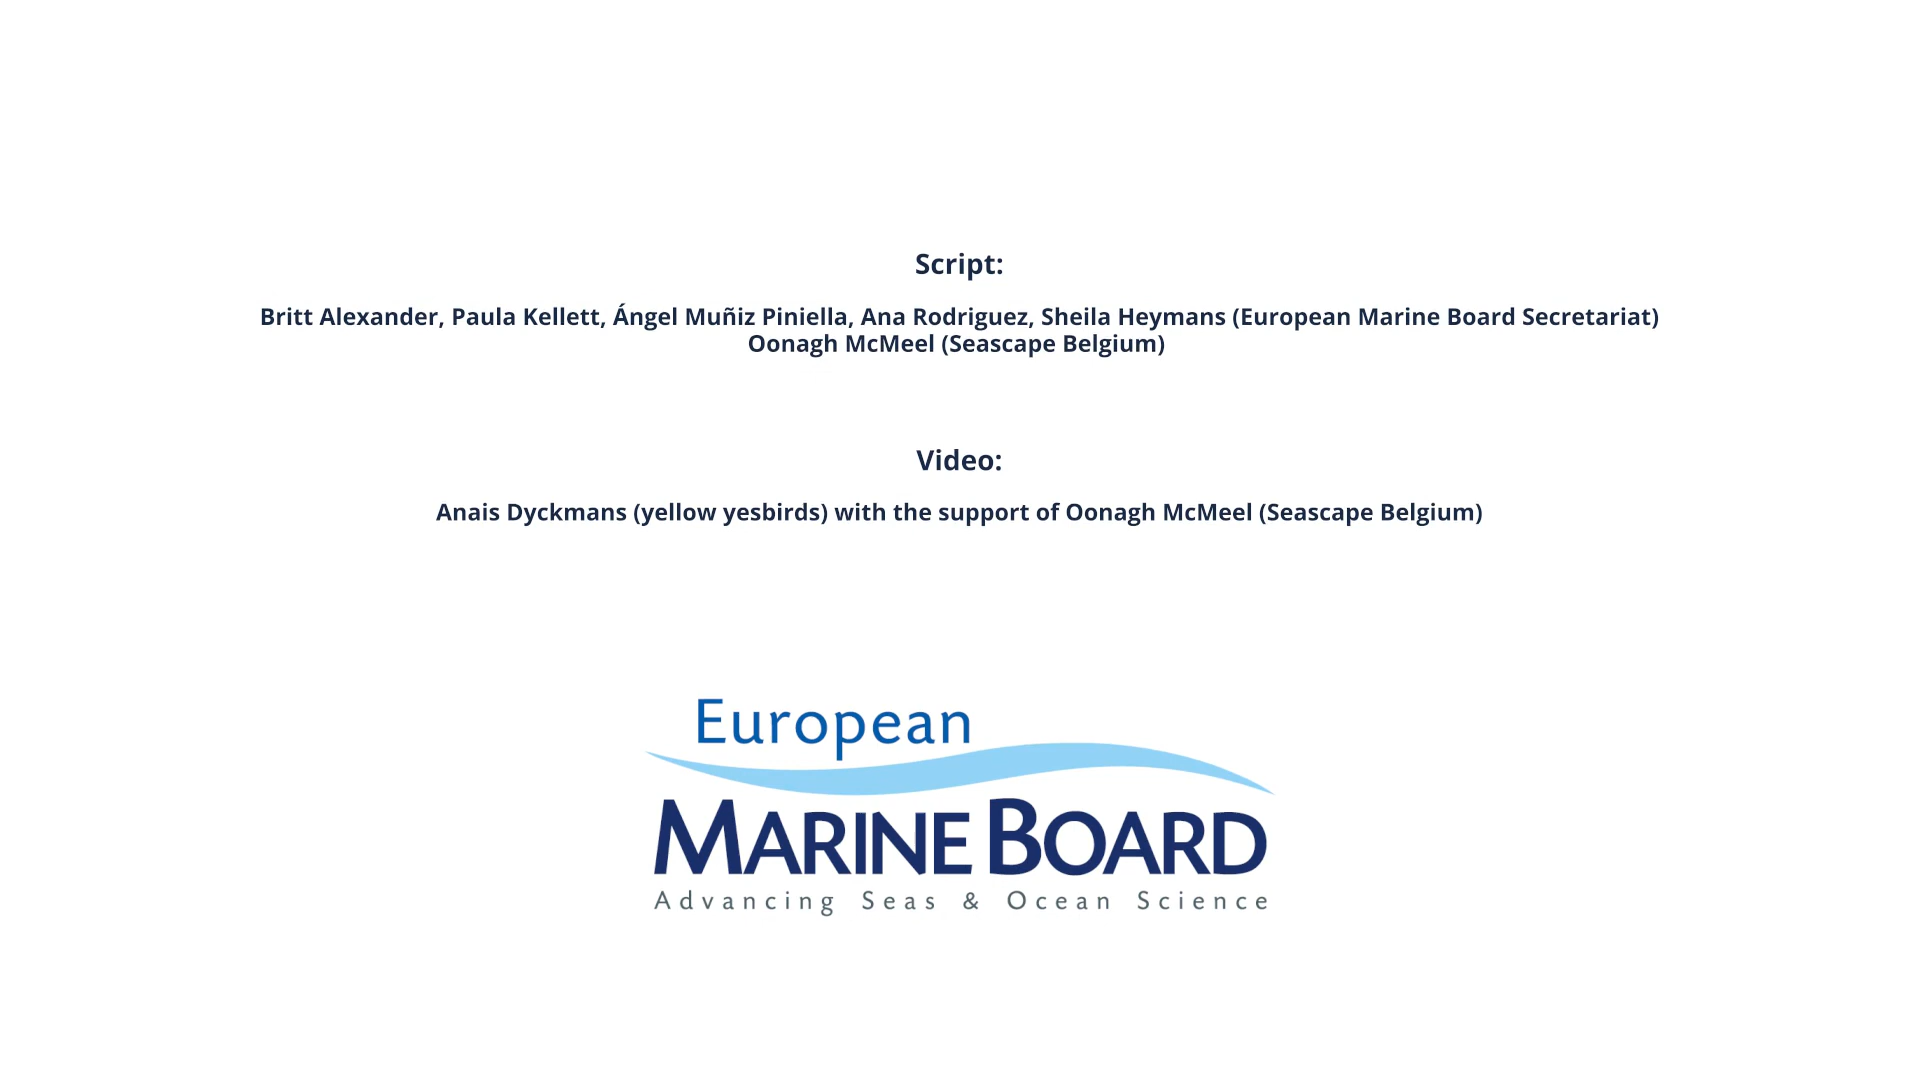 Script:
Britt Alexander, Paula Kellett, Ángel Muñiz Piniella, Ana Rodriguez, Sheila Heymans (European Marine Board Secretariat)
Oonagh McMeel (Seascape Belgium)
Video:
Anais Dyckmans (yellow yesbirds) with the support of Oonagh McMeel (Seascape Belgium)
European
MARINE BOARD
Advancing Seas & Ocean Science